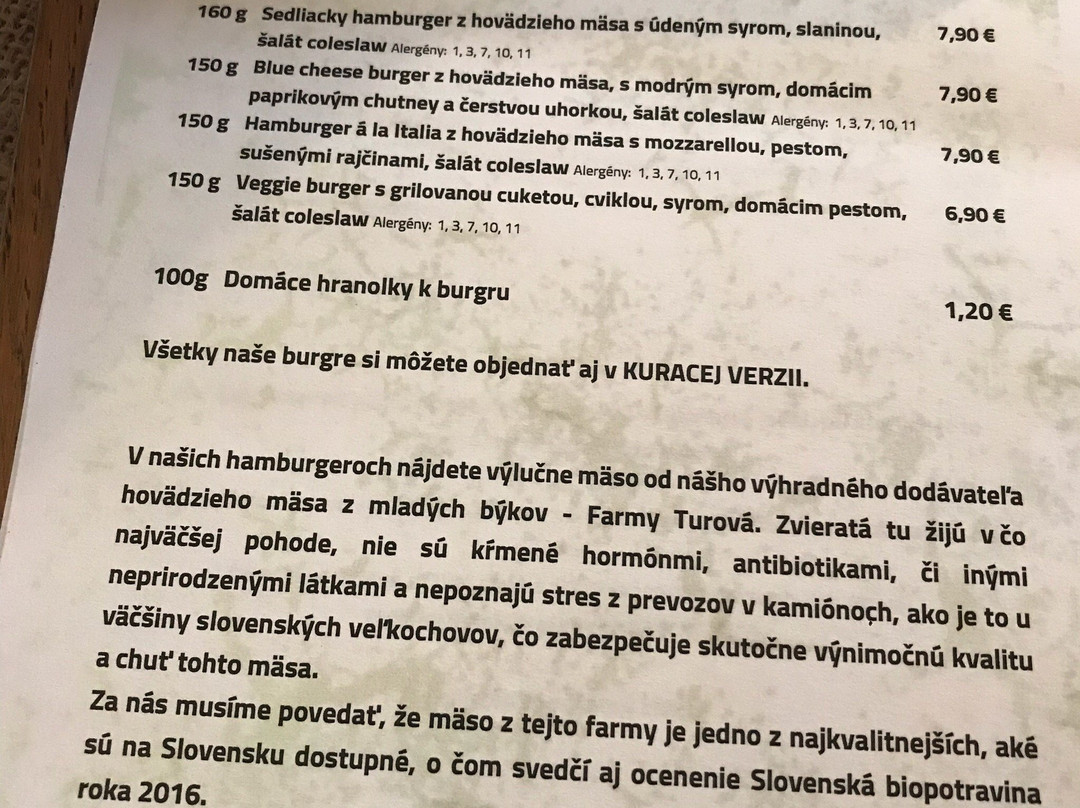 160 g Sedliacky hamburger z hovädzieho mäsa s údeným syrom, slaninou, 7,90 €
šalát coleslaw Alergény: 1, 3, 7, 10, 11
150 g Blue cheese burger z hovädzieho mäsa, s modrým syrom, domácim 7,90 €
paprikovým chutney a čerstvou uhorkou, šalát coleslaw Alergény: 1, 3, 7, 10, 11
150 g Hamburger á la Italia z hovädzieho mäsa s mozzarellou, pestom, 7,90 €
sušenými rajčinami, šalát coleslaw Alergény: 1, 3, 7, 10, 11
150 g Veggie burger s grilovanou cuketou, cviklou, syrom, domácim pestom, 6,90 €
šalát coleslaw Alergény: 1, 3, 7, 10, 11
100g Domáce hranolky k burgru 1,20 €
Všetky naše burgre si môžete objednať aj v KURACEJ VERZII.
V našich hamburgeroch nájdete výlučne mäso od nášho výhradného dodávateľa
hovädzieho mäsa z mladých býkov - Farmy Turová. Zvieratá tu žijú v čo
najväčšej pohode, nie sú kŕmené hormónmi, antibiotikami, či inými
neprirodzenými látkami a nepoznajú stres z prevozov v kamiónoch, ako je to u
väčšiny slovenských veľkochovov, čo zabezpečuje skutočne výnimočnú kvalitu
a chuť tohto mäsa.
Za nás musíme povedať, že mäso z tejto farmy je jedno z najkvalitnejších, aké
sú na Slovensku dostupné, o čom svedčí aj ocenenie Slovenská biopotravina
roka 2016.